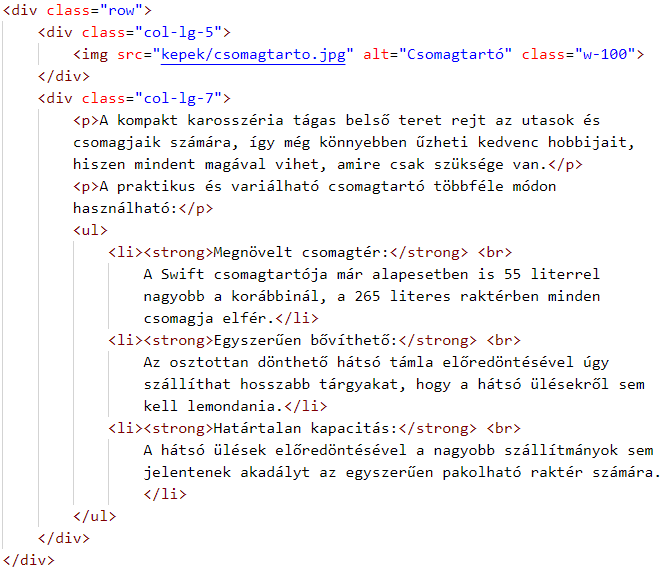 <div class="row">
<div class="col-lg-5">
<img src="kepek/csomagtarto.jpg" alt="Csomagtartó" class="w-100">
</div>
<div class="col-lg-7">
<p>A kompakt karosszéria tágas belső teret rejt az utasok és
csomagjaik számára, így még könnyebben űzheti kedvenc hobbijait,
hiszen mindent magával vihet, amire csak szüksége van.</p>
<p>A praktikus és variálható csomagtartó többféle módon
használható:</p>
<ul>
<li><strong>Megnövelt csomagtér:</strong> <br>
A Swift csomagtartója már alapesetben is 55 literrel
nagyobb a korábbinál, a 265 literes raktérben minden
csomagja elfér.</li>
<li><strong>Egyszerűen bővíthető:</strong> <br>
Az osztottan dönthető hátsó támla előredöntésével úgy
szállíthat hosszabb tárgyakat, hogy a hátsó ülésekről sem
kell lemondania.</li>
<li><strong>Határtalan kapacitás:</strong> <br>
A hátsó ülések előredöntésével a nagyobb szállítmányok sem
jelentenek akadályt az egyszerűen pakolható raktér számára.
</li>
</ul>
</div>
</div>